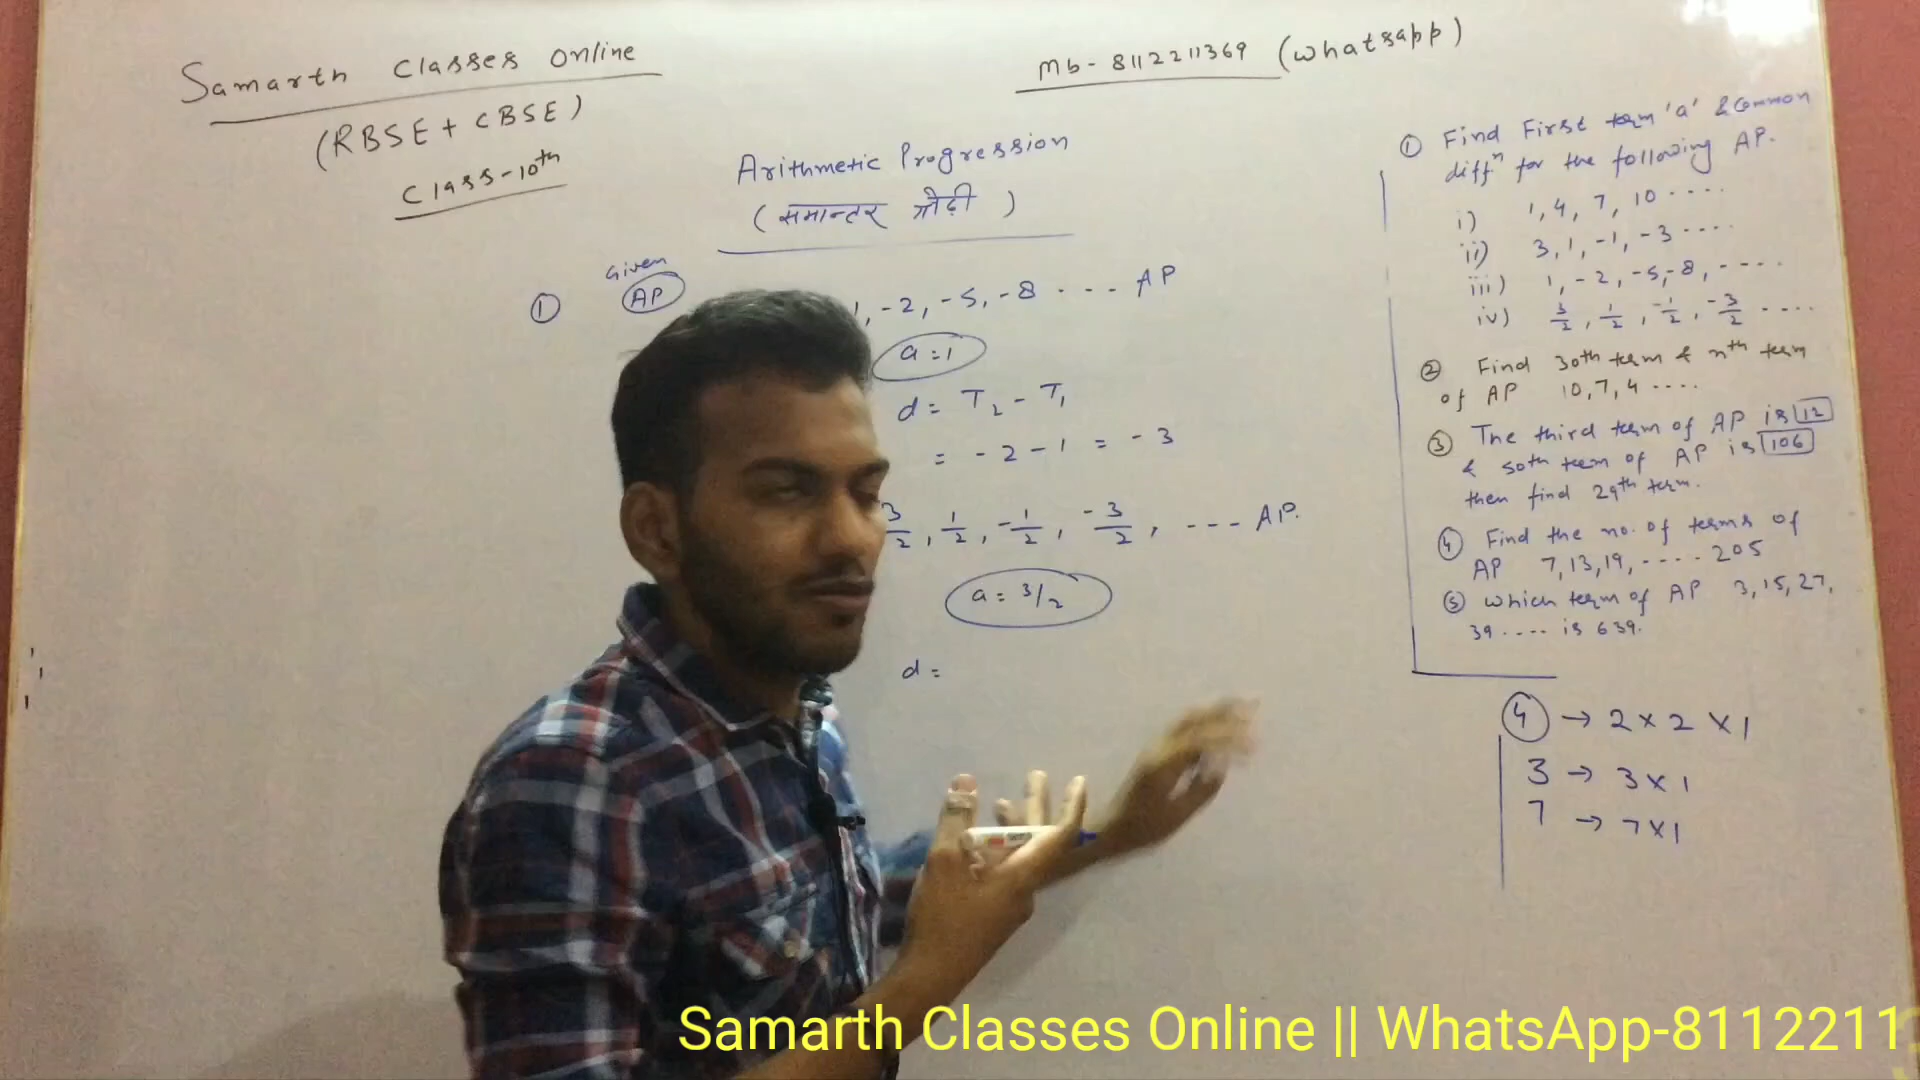 Samarth Classes Online
(RBSE + CBSE)
Class-10th
Mb- 8112211369 (Whatsapp)
Arithmetic Progression
(समान्तर श्रेढ़ी)
① Given AP
1, -2, -5, -8 ---- AP
a = 1
d = T2 - T1
= -2 - 1 = -3
3/2, 1/2, -1/2, -3/2, --- AP.
a = 3/2
d =
① Find First term 'a' & Common
diffn for the following AP.
i) 1, 4, 7, 10 ....
ii) 3, 1, -1, -3 ....
iii) 1, -2, -5, -8, ----
iv) 3/2, 1/2, -1/2, -3/2 ....
② Find 30th term & nth term
of AP 10, 7, 4 ....
③ The third term of AP is 12
& 50th term of AP is 106
then find 29th term.
④ Find the no. of terms of
AP 7, 13, 19, ---- 205
⑤ which term of AP 3, 15, 27,
39 .... is 639.
4 → 2 × 2 × 1
3 → 3 × 1
7 → 7 × 1
Samarth Classes Online || WhatsApp-8112211